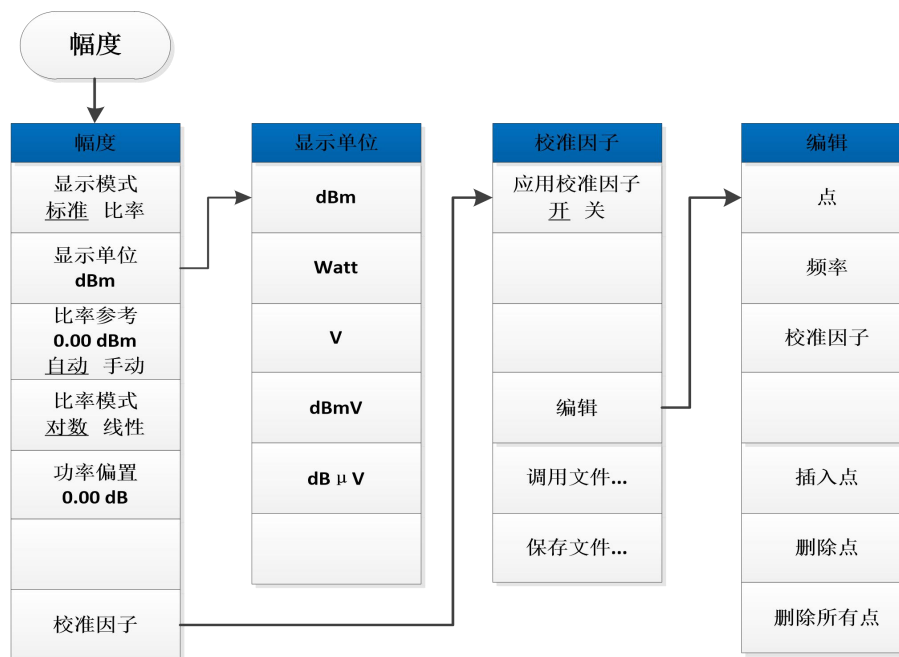 幅度
幅度
显示模式
标准 比率
显示单位
dBm
比率参考
0.00 dBm
自动 手动
比率模式
对数 线性
功率偏置
0.00 dB
校准因子
显示单位
dBm
Watt
V
dBmV
dB μ V
校准因子
应用校准因子
开 关
编辑
调用文件...
保存文件...
编辑
点
频率
校准因子
插入点
删除点
删除所有点